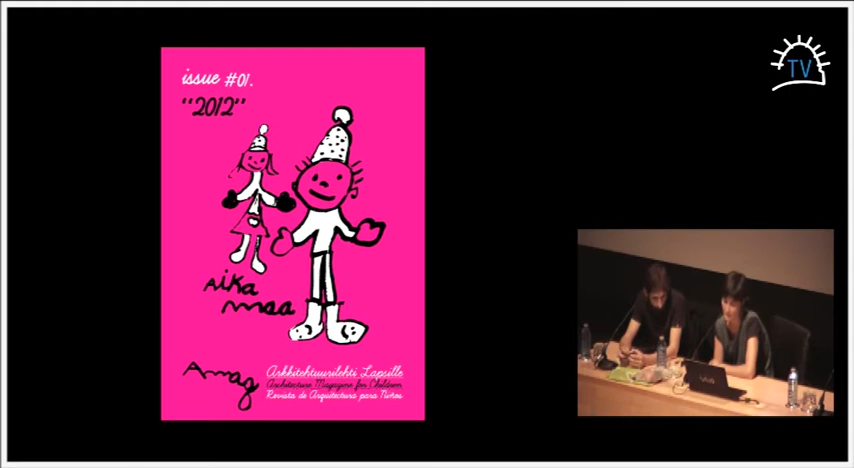 issue #01.
"2012"
Aika
maa
Amag
Arkkitehtuurilehti Lapsille
Architecture Magazine for Children
Revista de Arquitectura para Niños
TV